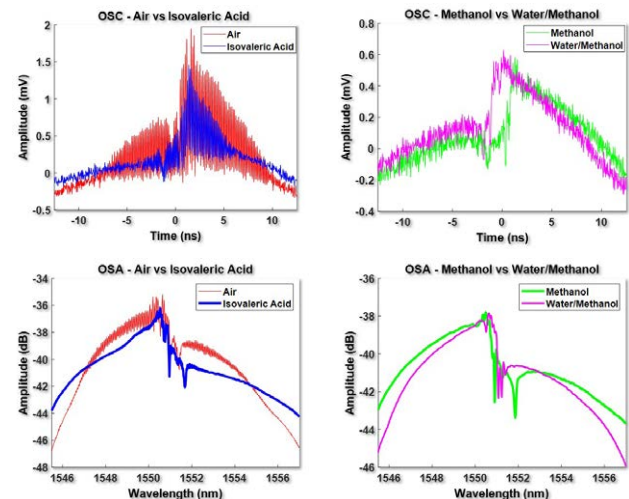 OSC - Air vs Isovaleric Acid
Air
Isovaleric Acid
Amplitude (mV)
2
1.5
1
0.5
0
-0.5
-10
-5
0
5
10
Time (ns)
OSC - Methanol vs Water/Methanol
Methanol
Water/Methanol
Amplitude (mV)
0.8
0.6
0.4
0.2
0
-0.2
-0.4
-10
-5
0
5
10
Time (ns)
OSA - Air vs Isovaleric Acid
Air
Isovaleric Acid
Amplitude (dB)
-34
-36
-38
-40
-42
-44
-46
-48
1546
1548
1550
1552
1554
1556
Wavelength (nm)
OSA - Methanol vs Water/Methanol
Methanol
Water/Methanol
Amplitude (dB)
-36
-38
-40
-42
-44
-46
1546
1548
1550
1552
1554
1556
Wavelength (nm)